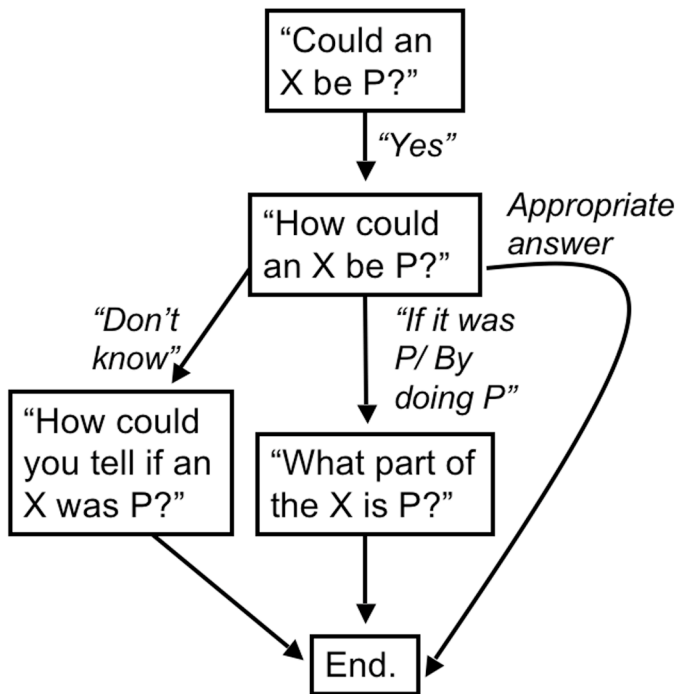 “Could an
X be P?”
“Yes”
“How could
an X be P?”
Appropriate
answer
“Don’t
know”
“If it was
P/ By
doing P”
“How could
you tell if an
X was P?”
“What part of
the X is P?”
End.